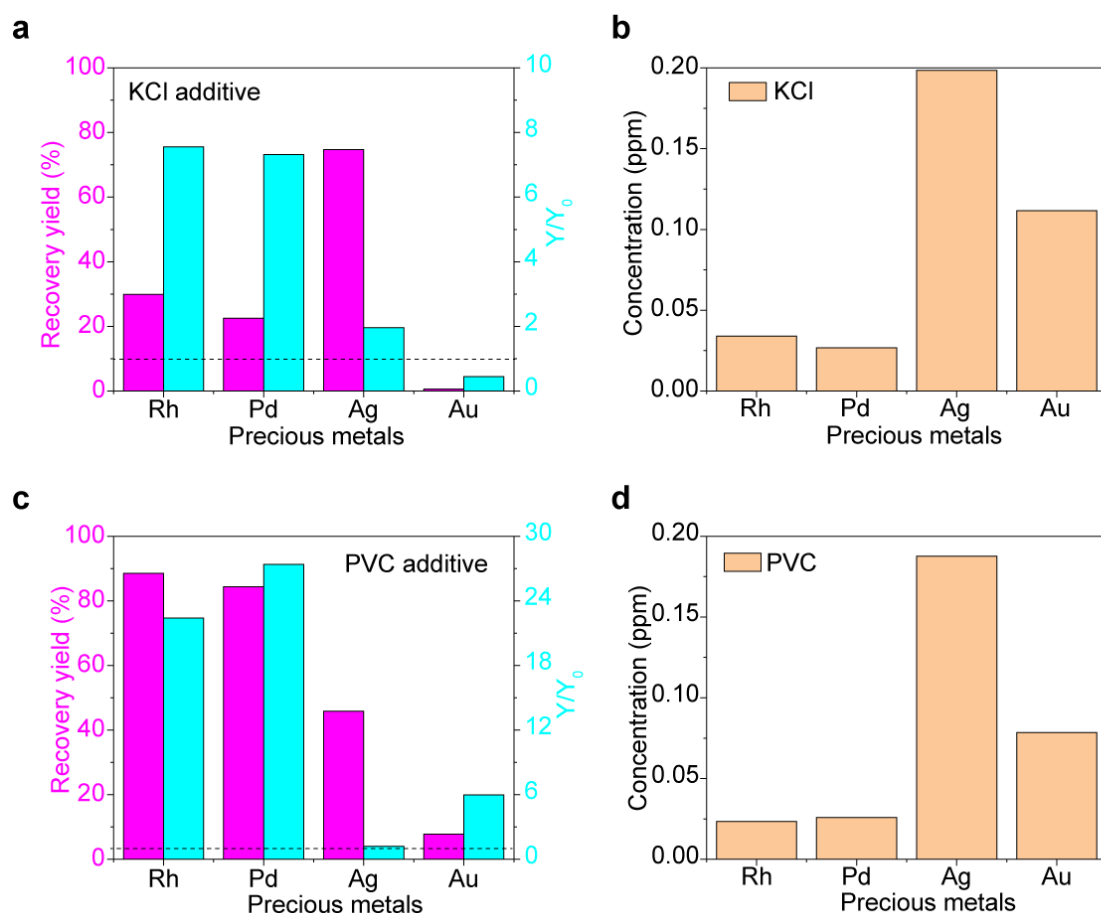 a
KCl additive
Recovery yield (%)
100
80
60
40
20
0
Y/Y₀
10
8
6
4
2
0
Rh Pd Ag Au
Precious metals
b
KCl
Concentration (ppm)
0.20
0.15
0.10
0.05
0.00
Rh Pd Ag Au
Precious metals
c
PVC additive
Recovery yield (%)
100
80
60
40
20
0
Y/Y₀
30
24
18
12
6
0
Rh Pd Ag Au
Precious metals
d
PVC
Concentration (ppm)
0.20
0.15
0.10
0.05
0.00
Rh Pd Ag Au
Precious metals